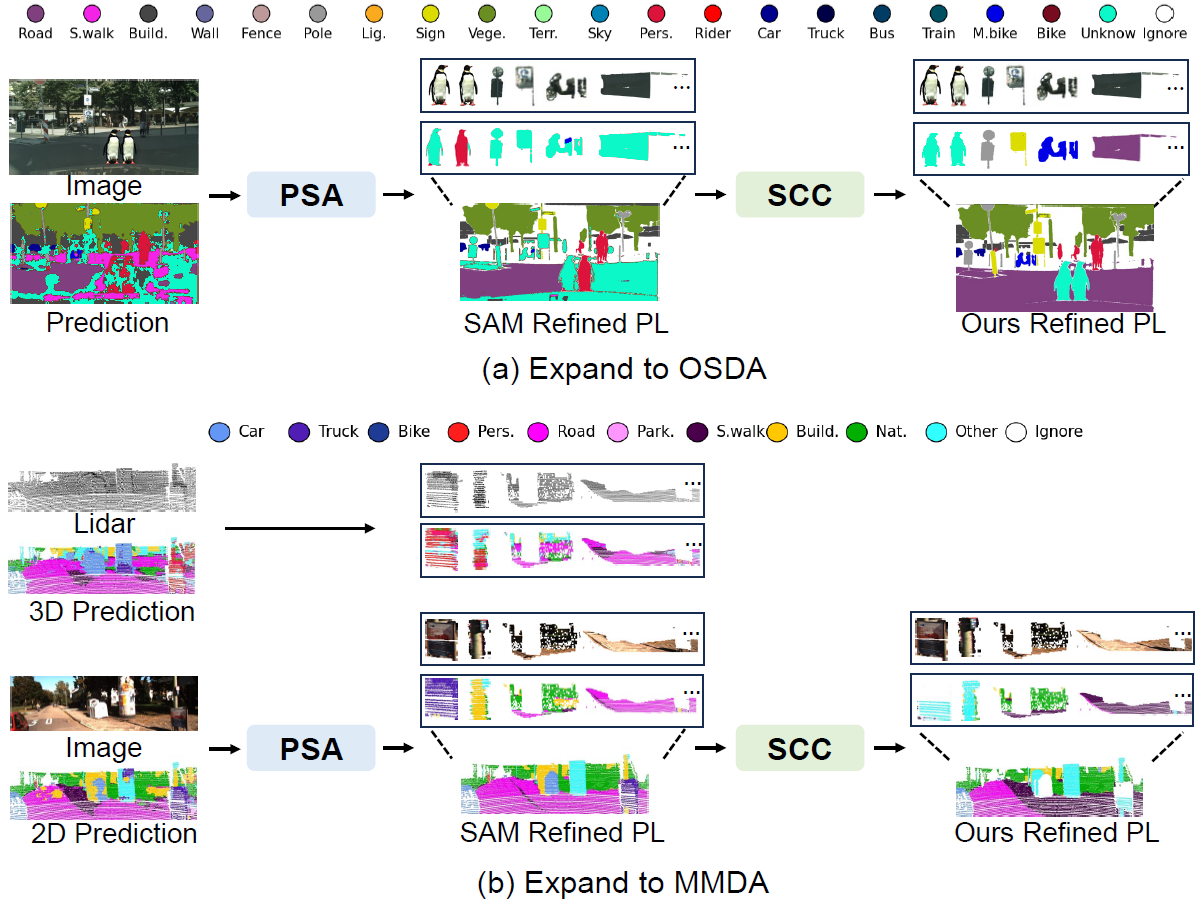 Road S.walk Build. Wall Fence Pole Lig. Sign Vege. Terr. Sky Pers. Rider Car Truck Bus Train M.bike Bike Unknow Ignore
...
...
...
...
Image
PSA
SCC
Prediction
SAM Refined PL
Ours Refined PL
(a) Expand to OSDA
Car Truck Bike Pers. Road Park. S.walk Build. Nat. Other Ignore
...
Lidar
...
3D Prediction
...
...
...
...
Image
PSA
SCC
2D Prediction
SAM Refined PL
Ours Refined PL
(b) Expand to MMDA